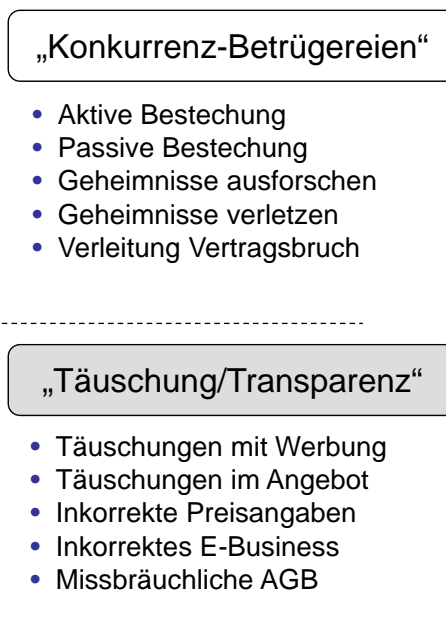 „Konkurrenz-Betrügereien“
• Aktive Bestechung
• Passive Bestechung
• Geheimnisse ausforschen
• Geheimnisse verletzen
• Verleitung Vertragsbruch
„Täuschung/Transparenz“
• Täuschungen mit Werbung
• Täuschungen im Angebot
• Inkorrekte Preisangaben
• Inkorrektes E-Business
• Missbräuchliche AGB